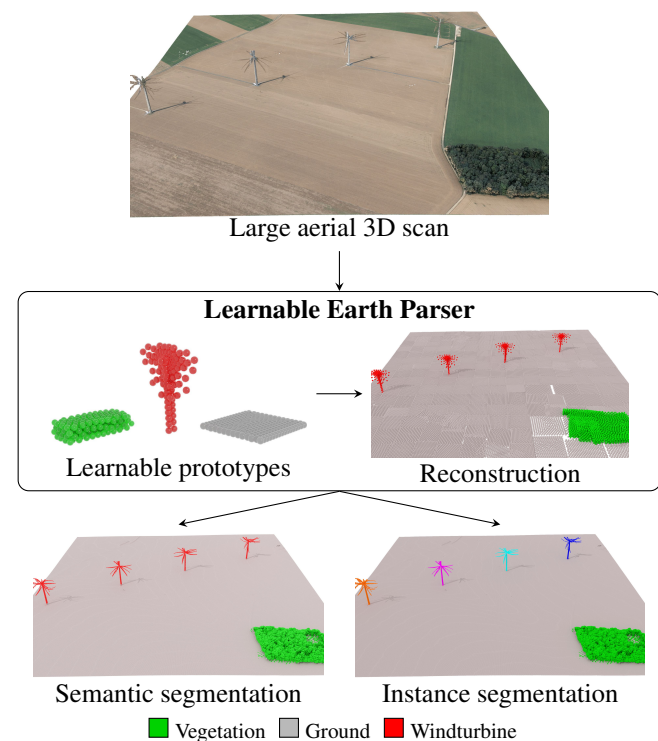 Large aerial 3D scan
Learnable Earth Parser
Learnable prototypes
Reconstruction
Semantic segmentation
Instance segmentation
Vegetation Ground Windturbine